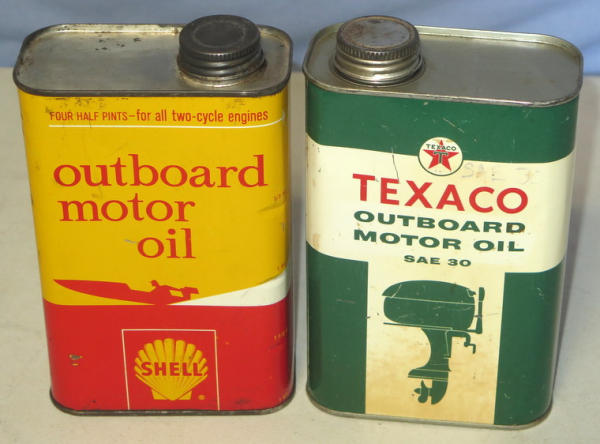 FOUR HALF PINTS—for all two-cycle engines
outboard
motor
oil
SHELL
TEXACO
T
TEXACO
OUTBOARD
MOTOR OIL
SAE 30